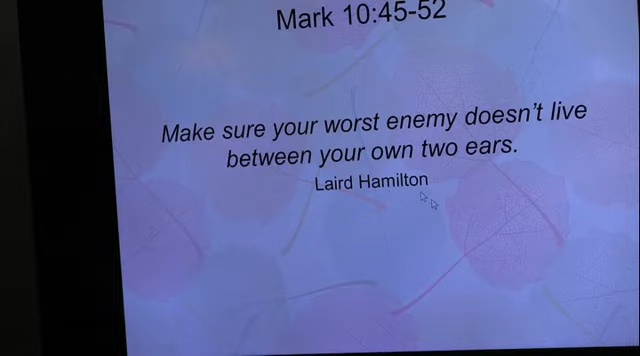 Mark 10:45-52
Make sure your worst enemy doesn't live
between your own two ears.
Laird Hamilton